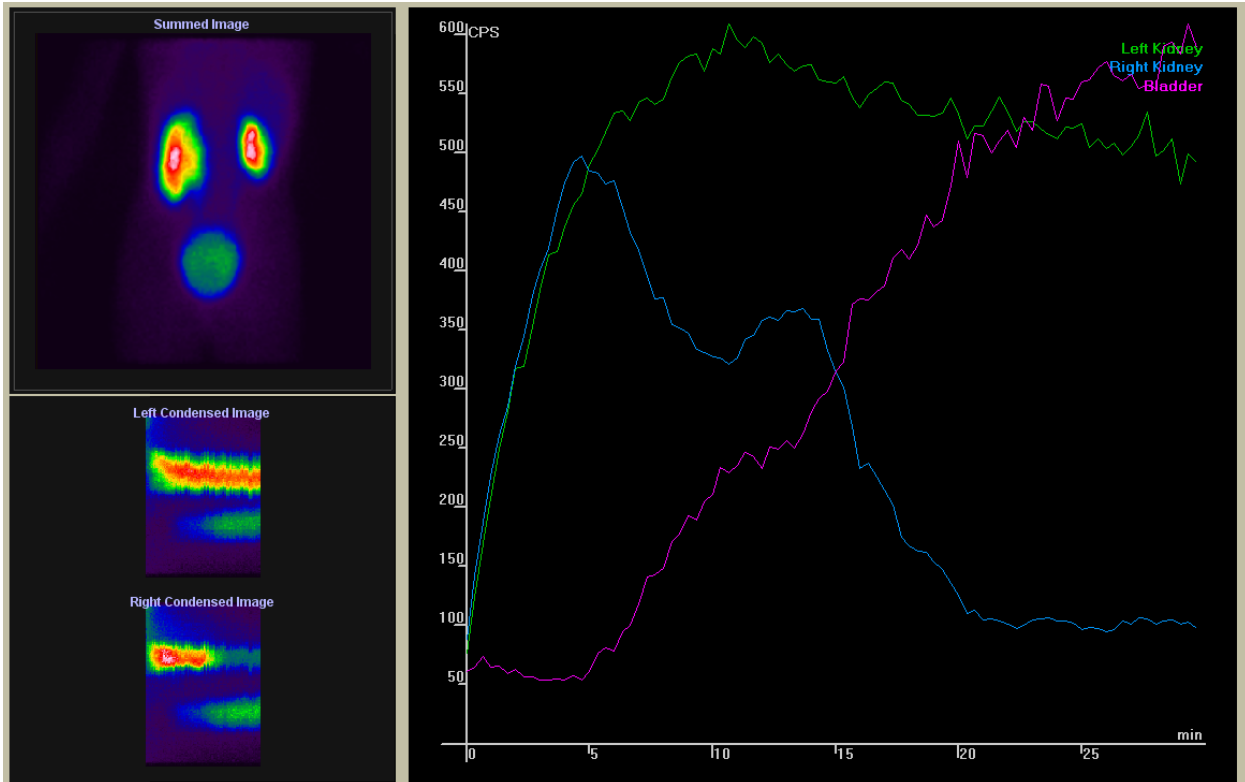 Summed Image
Left Condensed Image
Right Condensed Image
600
CPS
Left Kidney
Right Kidney
Bladder
550
500
450
400
350
300
250
200
150
100
50
min
0
5
10
15
20
25